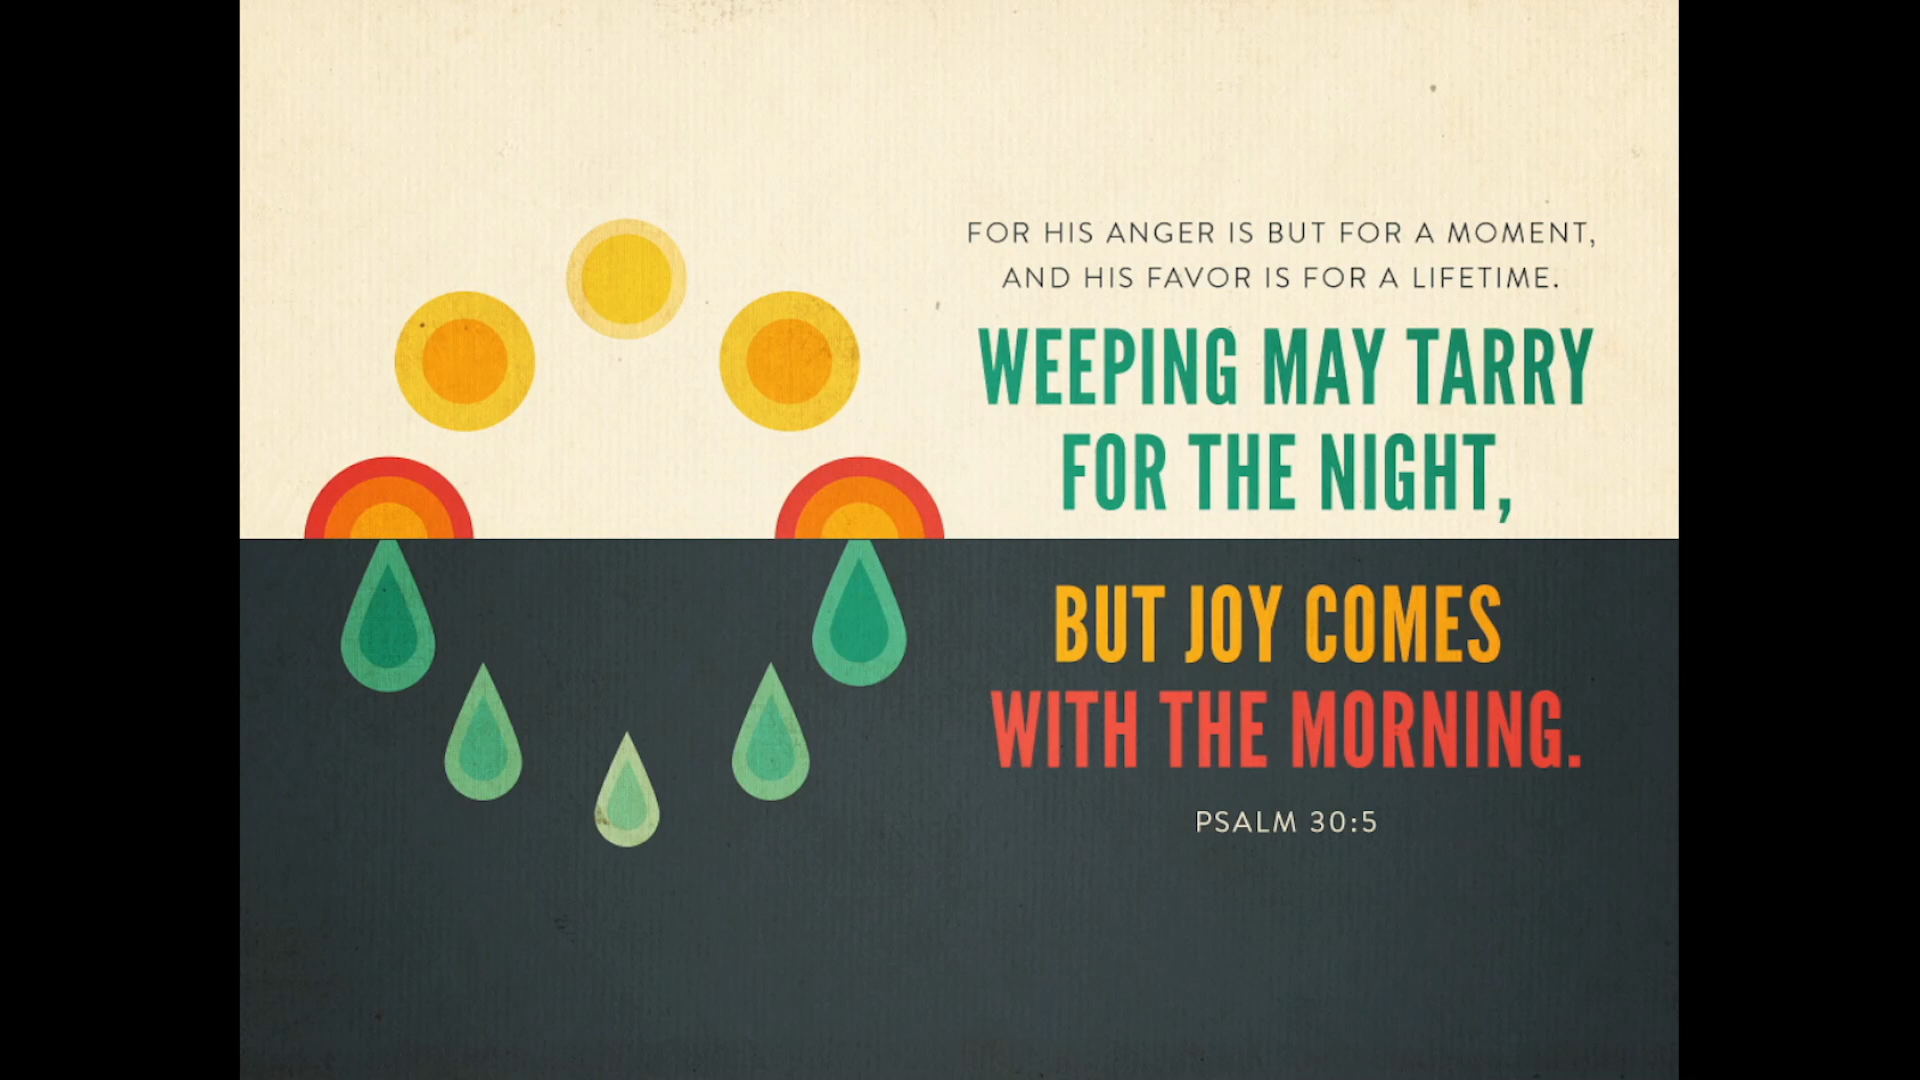 FOR HIS ANGER IS BUT FOR A MOMENT,
AND HIS FAVOR IS FOR A LIFETIME.
WEEPING MAY TARRY
FOR THE NIGHT,
BUT JOY COMES
WITH THE MORNING.
PSALM 30:5